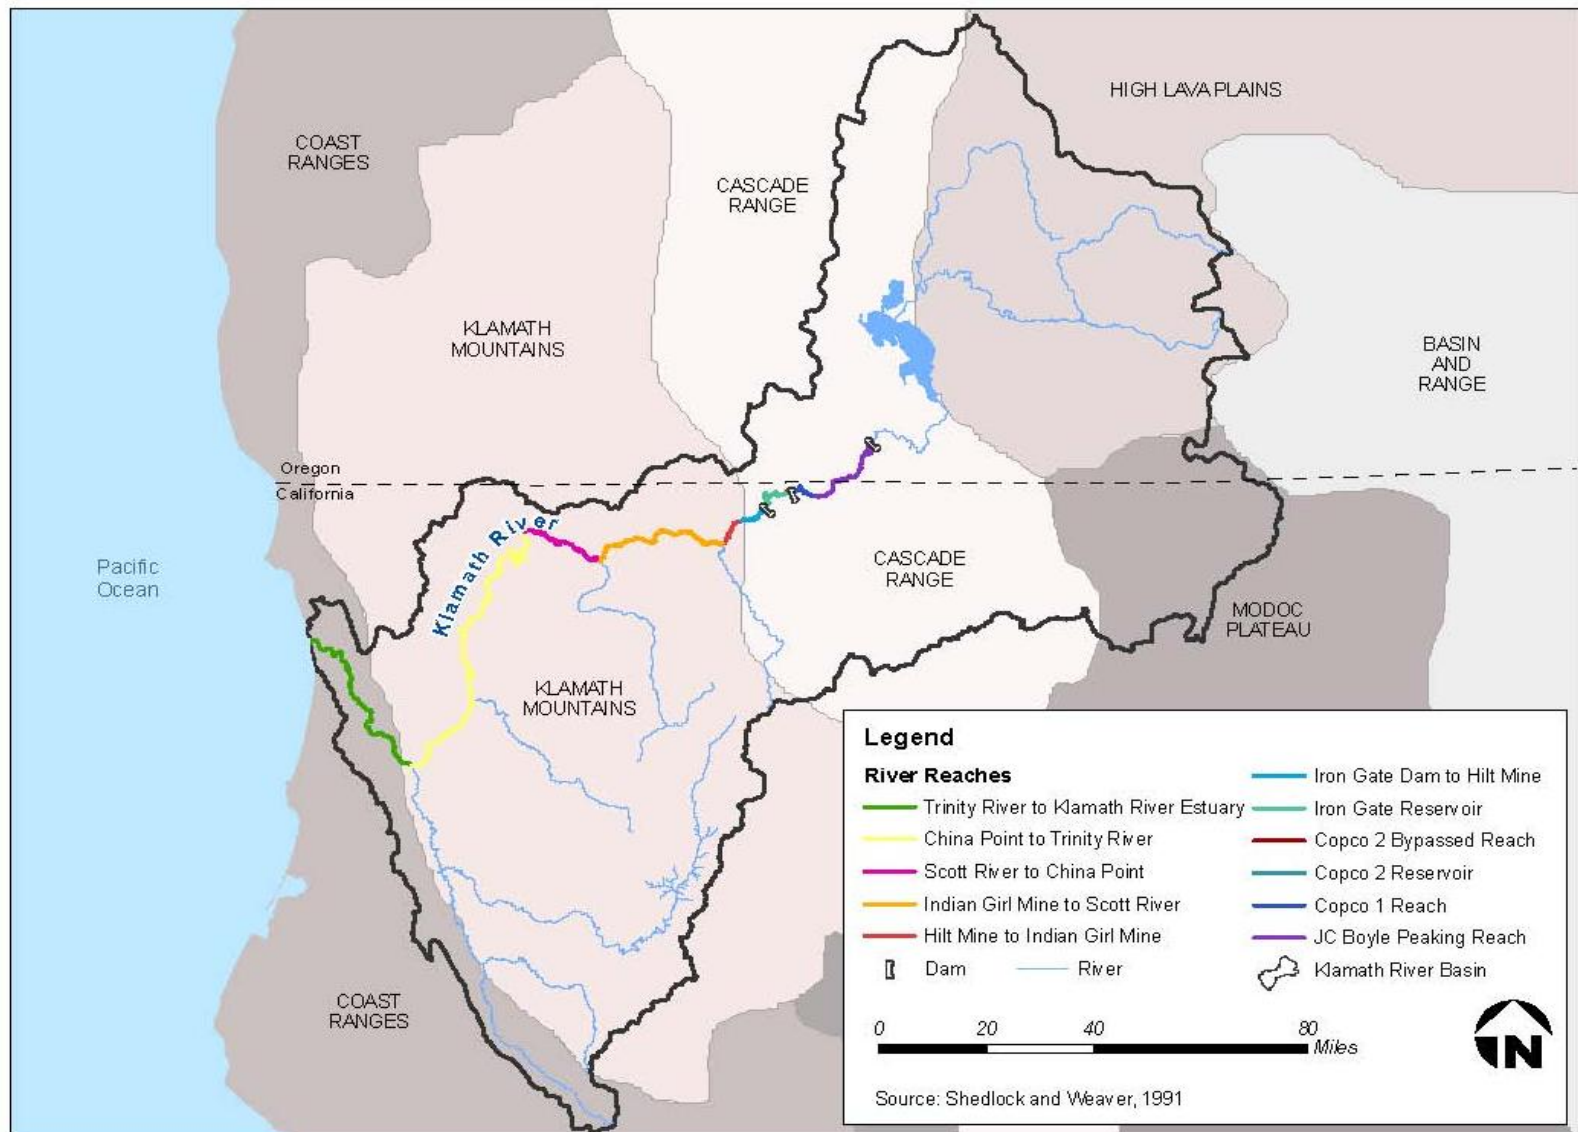 HIGH LAVA PLAINS
COAST
RANGES
CASCADE
RANGE
KLAMATH
MOUNTAINS
BASIN
AND
RANGE
Oregon
California
Klamath River
Pacific
Ocean
CASCADE
RANGE
MODOC
PLATEAU
KLAMATH
MOUNTAINS
COAST
RANGES
Legend
River Reaches
Trinity River to Klamath River Estuary
China Point to Trinity River
Scott River to China Point
Indian Girl Mine to Scott River
Hilt Mine to Indian Girl Mine
Dam
River
Iron Gate Dam to Hilt Mine
Iron Gate Reservoir
Copco 2 Bypassed Reach
Copco 2 Reservoir
Copco 1 Reach
JC Boyle Peaking Reach
Klamath River Basin
0 20 40 80
Miles
N
Source: Shedlock and Weaver, 1991